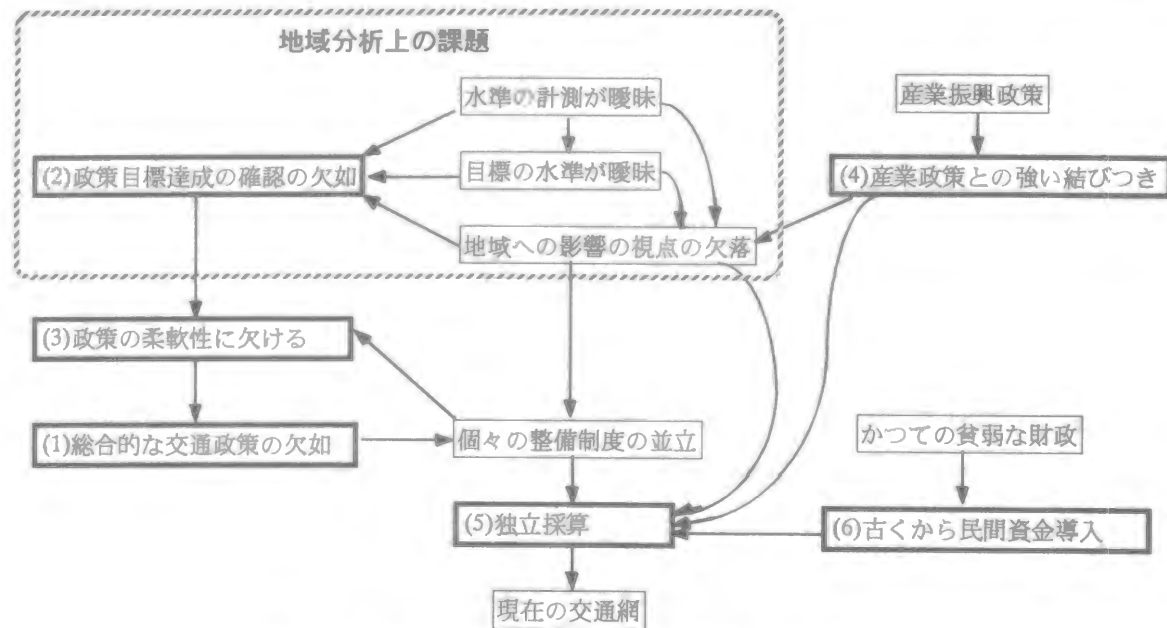 地域分析上の課題
水準の計測が曖昧
産業振興政策
(2)政策目標達成の確認の欠如
目標の水準が曖昧
(4)産業政策との強い結びつき
地域への影響の視点の欠落
(3)政策の柔軟性に欠ける
(1)総合的な交通政策の欠如
個々の整備制度の並立
かつての貧弱な財政
(5)独立採算
(6)古くから民間資金導入
現在の交通網